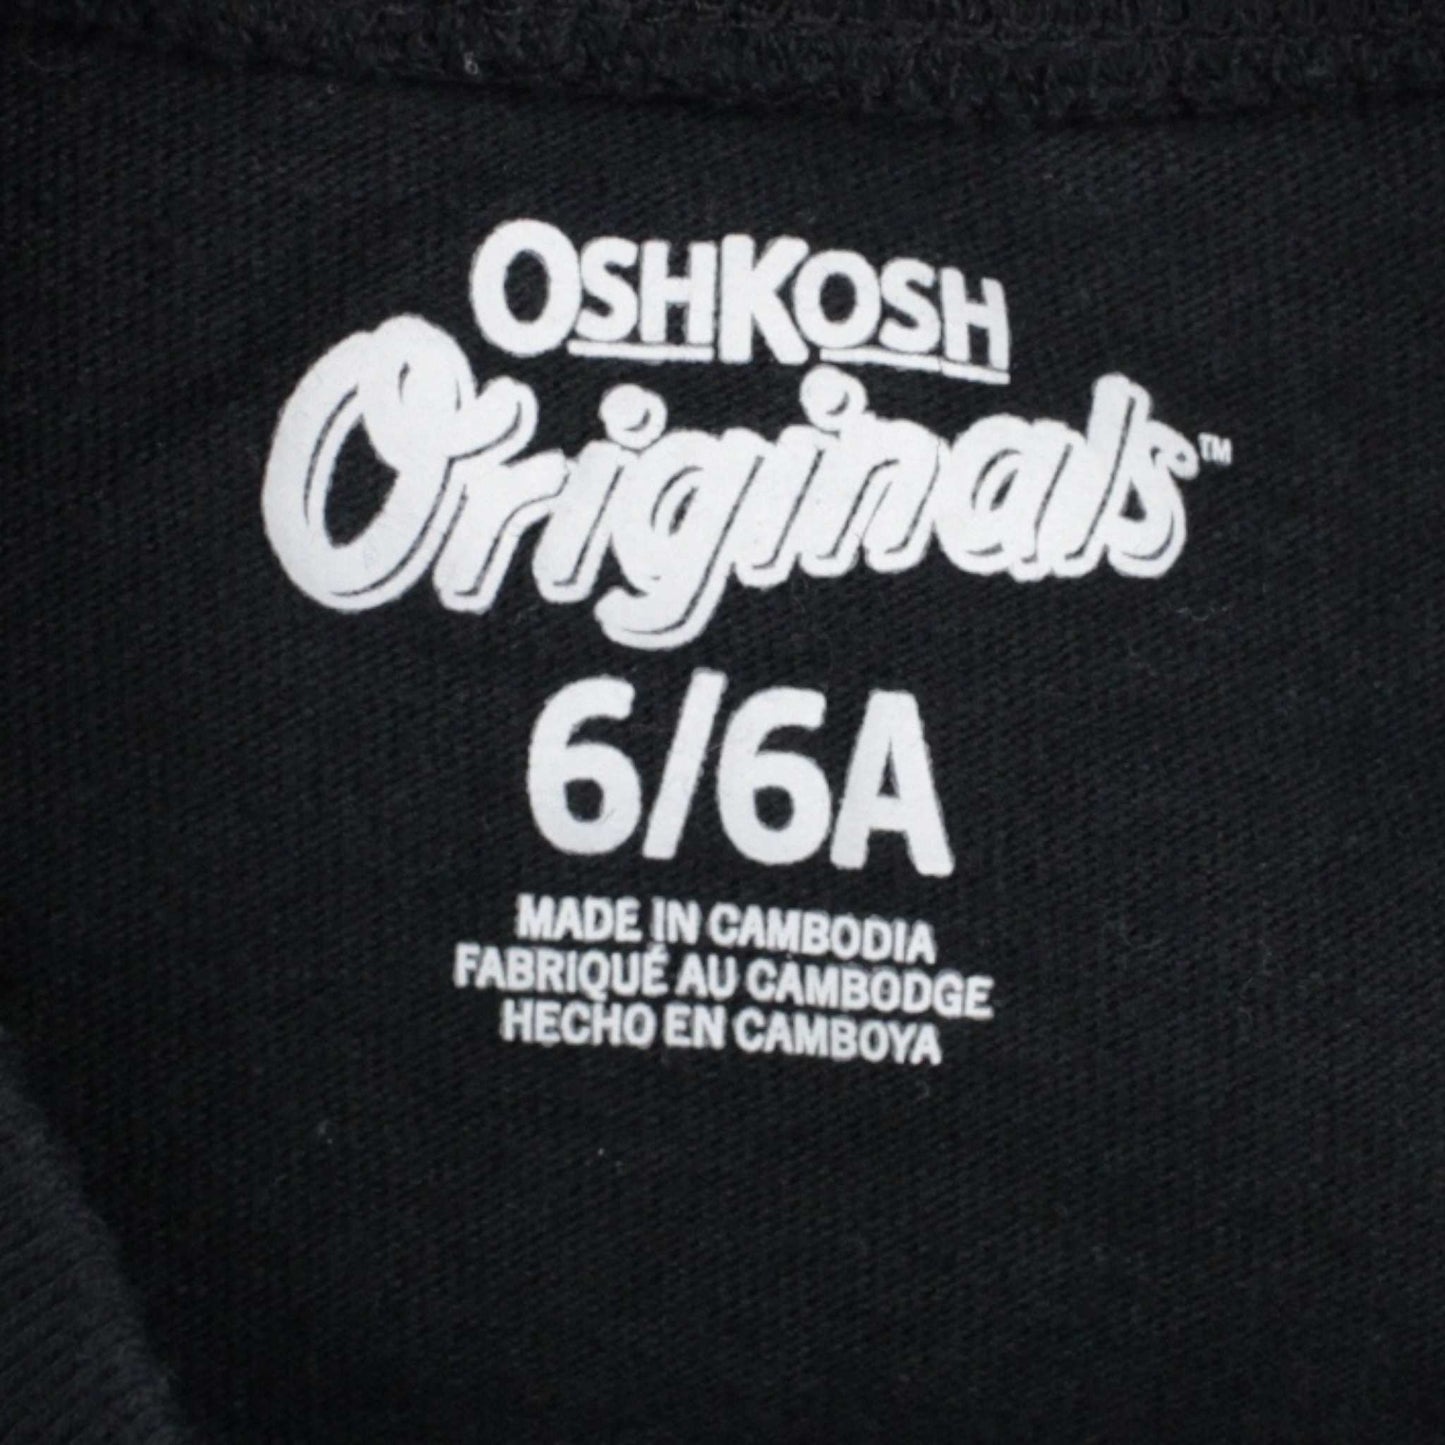 OSHKOSH
Originals™
6/6A
MADE IN CAMBODIA
FABRIQUÉ AU CAMBODGE
HECHO EN CAMBOYA